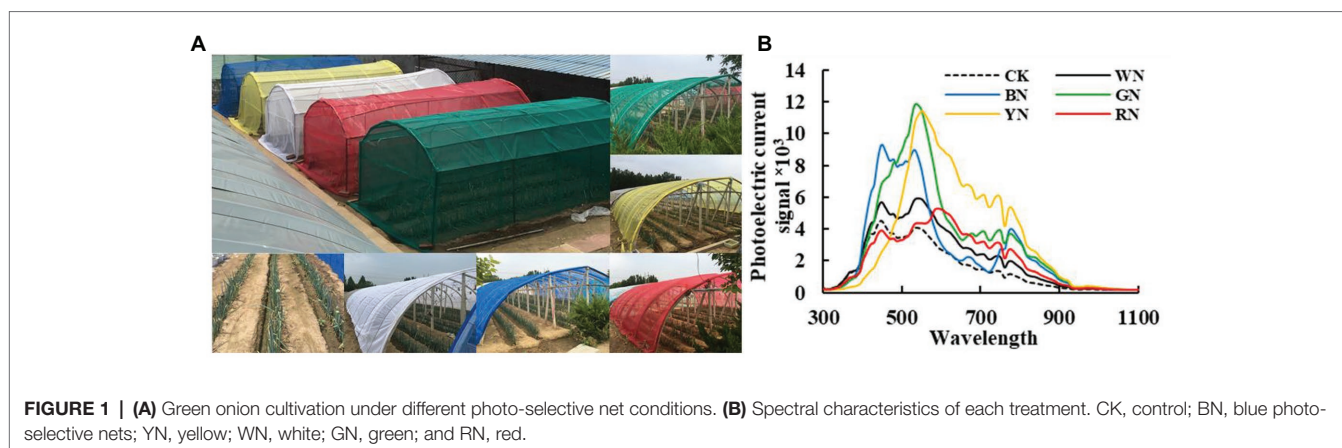 A
B
14
12
10
8
6
4
2
0
Photoelectric current
signal ×10³
CK
BN
YN
WN
GN
RN
300 500 700 900 1100
Wavelength
FIGURE 1 | (A) Green onion cultivation under different photo-selective net conditions. (B) Spectral characteristics of each treatment. CK, control; BN, blue photo-
selective nets; YN, yellow; WN, white; GN, green; and RN, red.